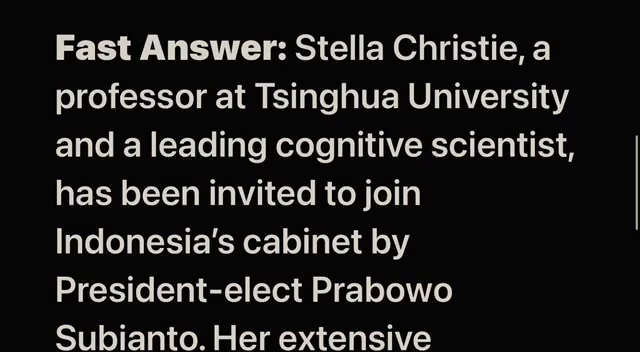 Fast Answer: Stella Christie, a
professor at Tsinghua University
and a leading cognitive scientist,
has been invited to join
Indonesia's cabinet by
President-elect Prabowo
Subianto. Her extensive